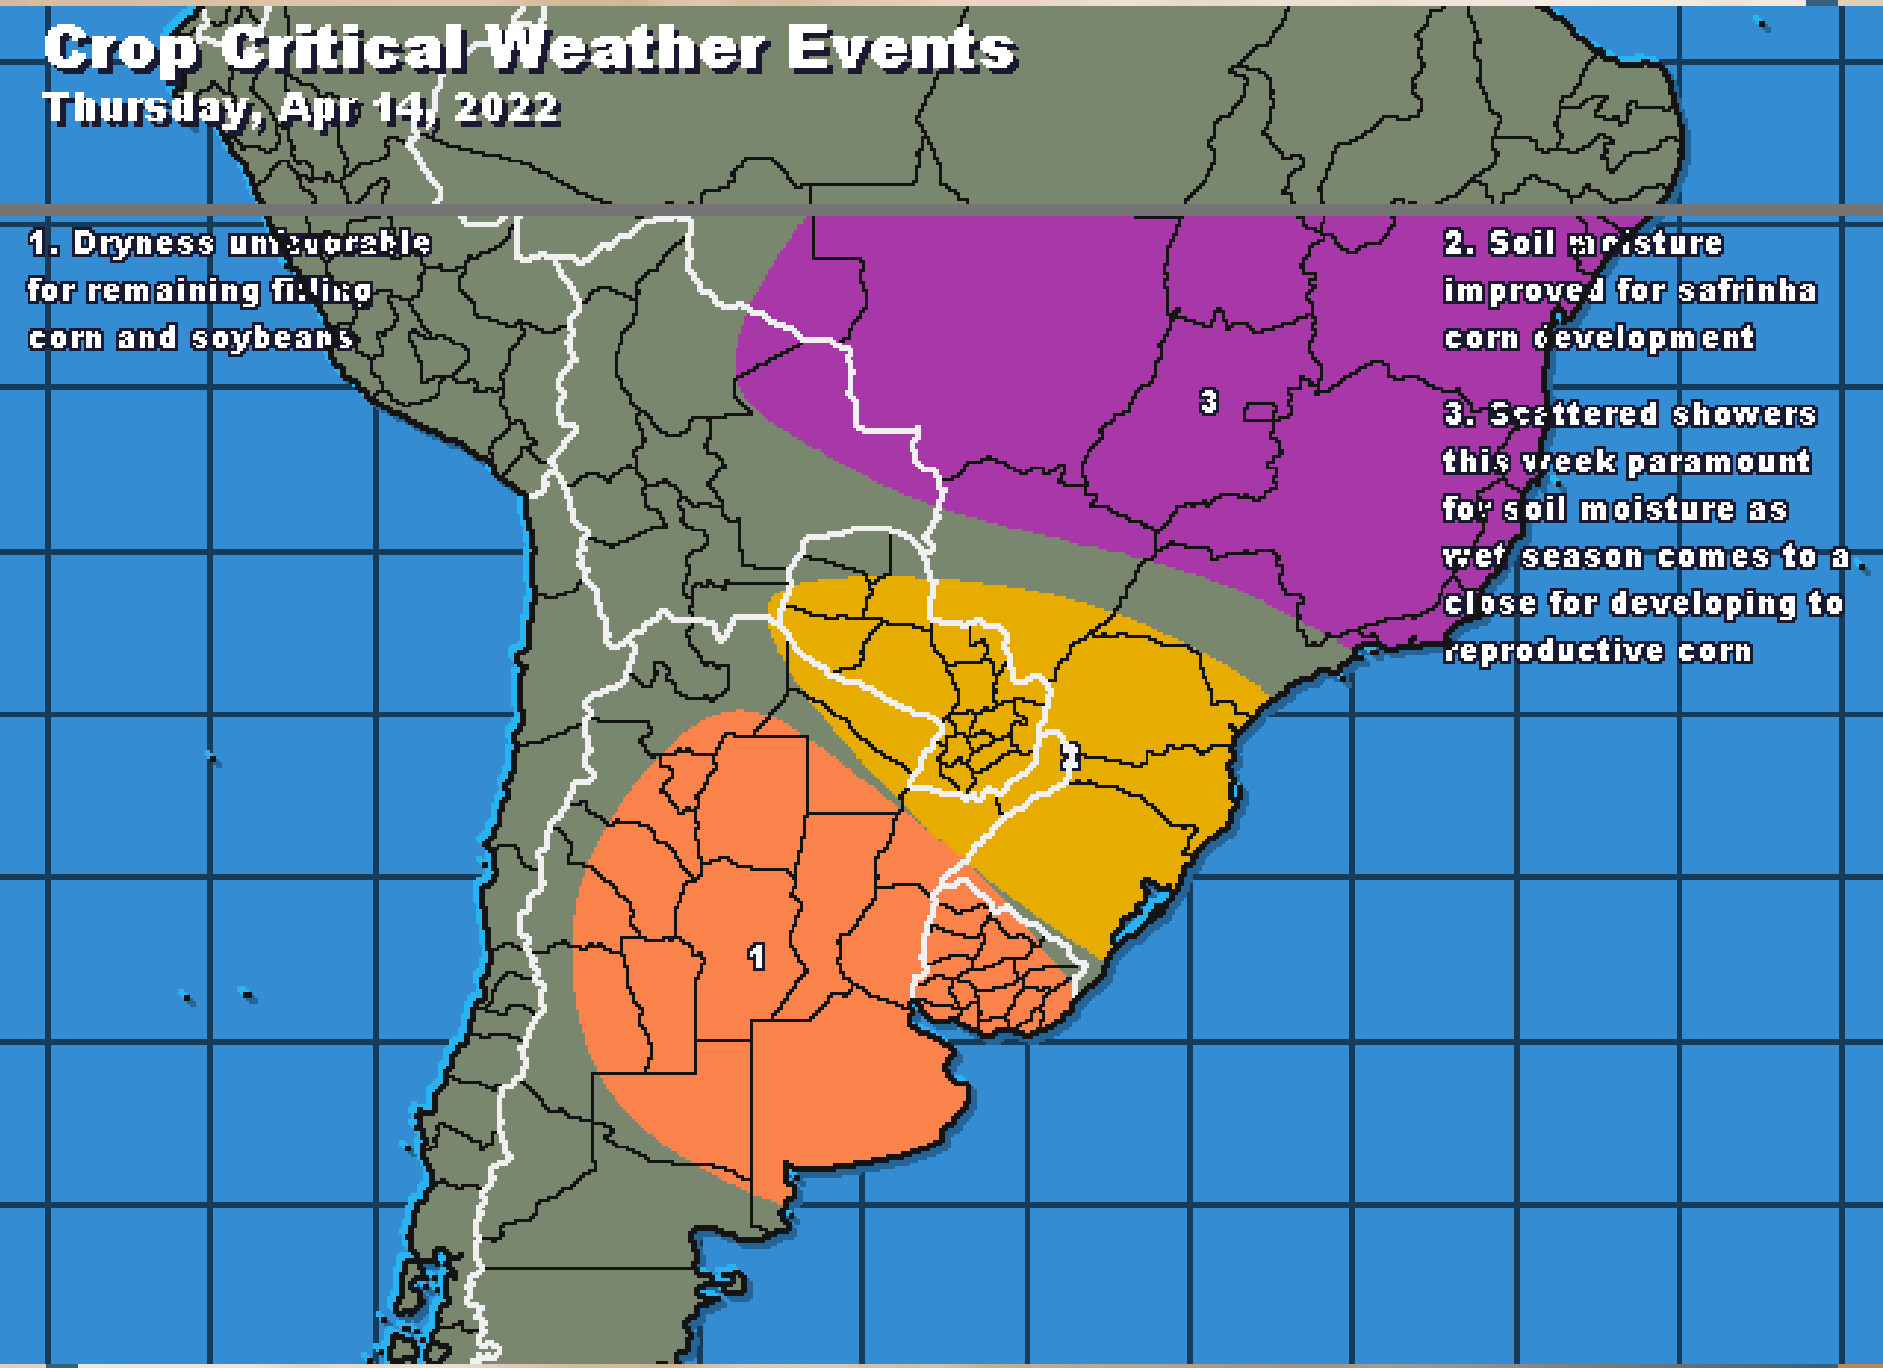 Crop Critical Weather Events
Thursday, Apr 14, 2022
1. Dryness unfavorable
for remaining filling
corn and soybeans
2. Soil moisture
improved for safrinha
corn development
3. Scattered showers
this week paramount
for soil moisture as
wet season comes to a
close for developing to
reproductive corn
3
2
1